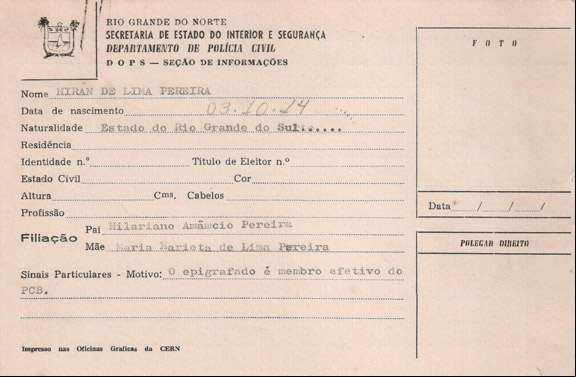 RIO GRANDE DO NORTE
SECRETARIA DE ESTADO DO INTERIOR E SEGURANÇA
DEPARTAMENTO DE POLÍCIA CIVIL
DOPS — SEÇÃO DE INFORMAÇÕES
FOTO
Nome HIRAN DE LIMA PEREIRA
Data de nascimento 03.10.14
Naturalidade Estado do Rio Grande do Sul......
Residência
Identidade n.º Titulo de Eleitor n.º
Estado Civil Cor
Altura Cms. Cabelos
Data / / /
Profissão
Filiação
Pai Hilariano Amâncio Pereira
Mãe Maria Marieta de Lima Pereira
POLEGAR DIREITO
Sinais Particulares - Motivo: O epigrafado é membro efetivo do
PCB.
Impresso nas Oficinas Graficas da CERN